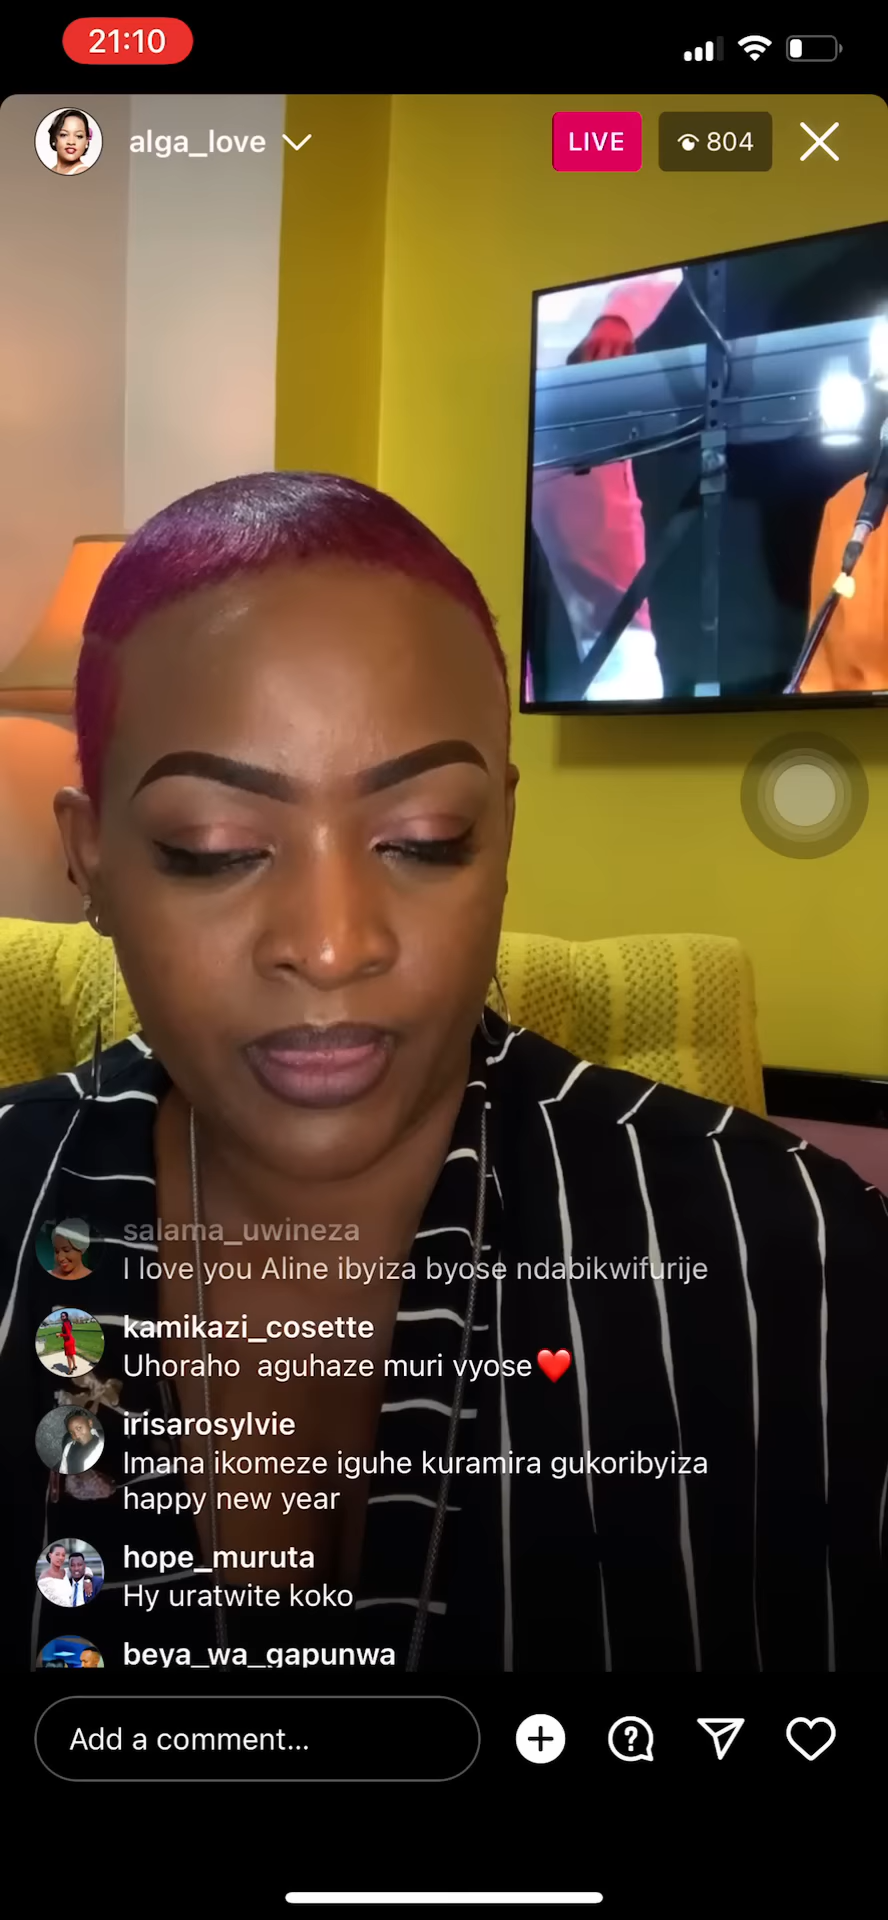 21:10
alga_love
LIVE
804
salama_uwineza
I love you Aline ibyiza byose ndabikwifurije
kamikazi_cosette
Uhoraho aguhaze muri vyose❤️
irisarosylvie
Imana ikomeze iguhe kuramira gukoribyiza
happy new year
hope_muruta
Hy uratwite koko
beya_wa_gapunwa
Add a comment...